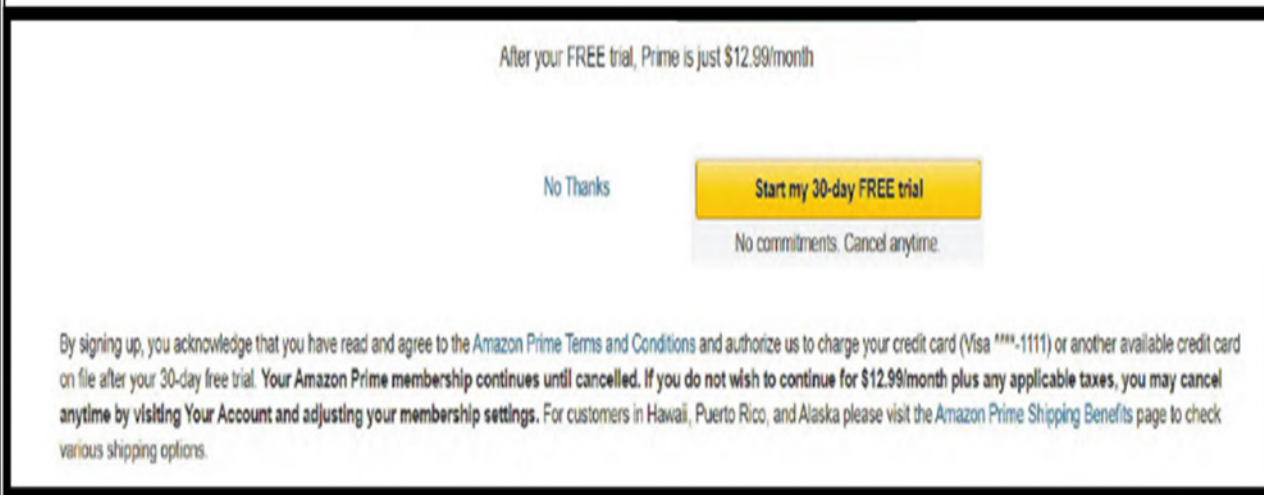 After your FREE trial, Prime is just $12.99/month
No Thanks
Start my 30-day FREE trial
No commitments. Cancel anytime.
By signing up, you acknowledge that you have read and agree to the Amazon Prime Terms and Conditions and authorize us to charge your credit card (Visa ****-1111) or another available credit card
on file after your 30-day free trial. Your Amazon Prime membership continues until cancelled. If you do not wish to continue for $12.99/month plus any applicable taxes, you may cancel
anytime by visiting Your Account and adjusting your membership settings. For customers in Hawaii, Puerto Rico, and Alaska please visit the Amazon Prime Shipping Benefits page to check
various shipping options.